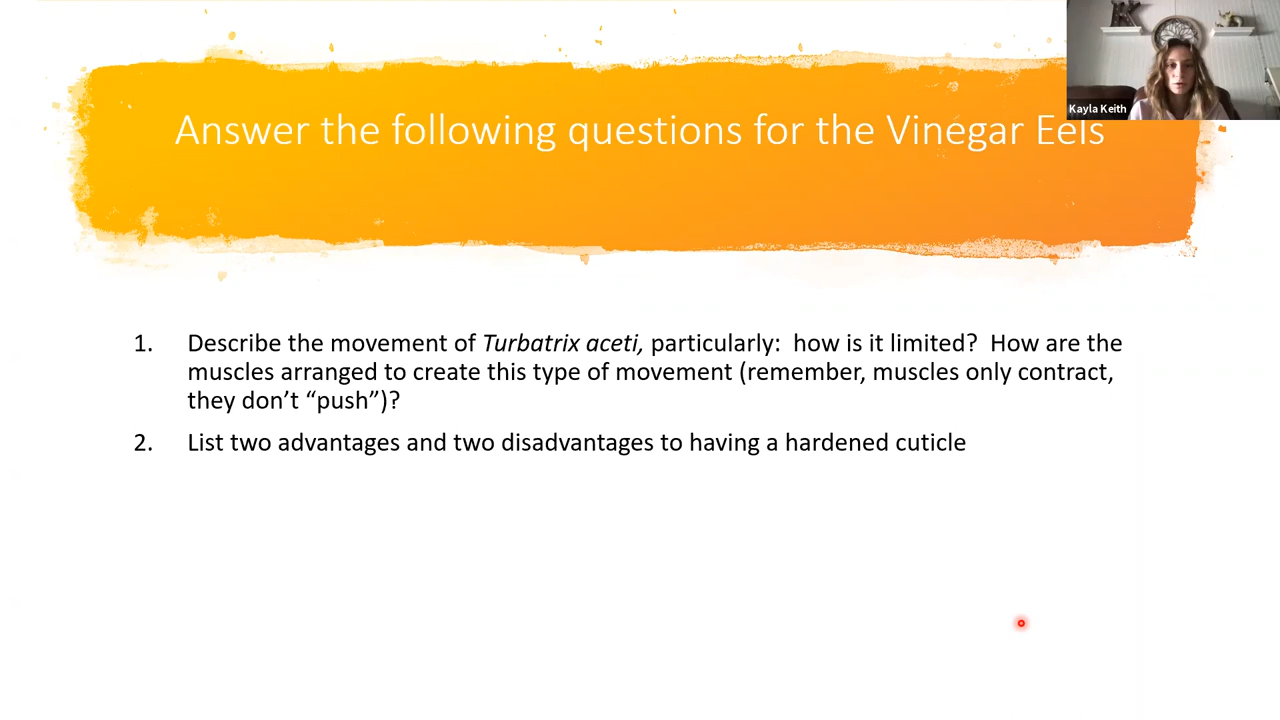 Answer the following questions for the Vinegar Eels
Kayla Keith
1. Describe the movement of Turbatrix aceti, particularly:  how is it limited?  How are the
muscles arranged to create this type of movement (remember, muscles only contract,
they don’t “push”)?
2. List two advantages and two disadvantages to having a hardened cuticle